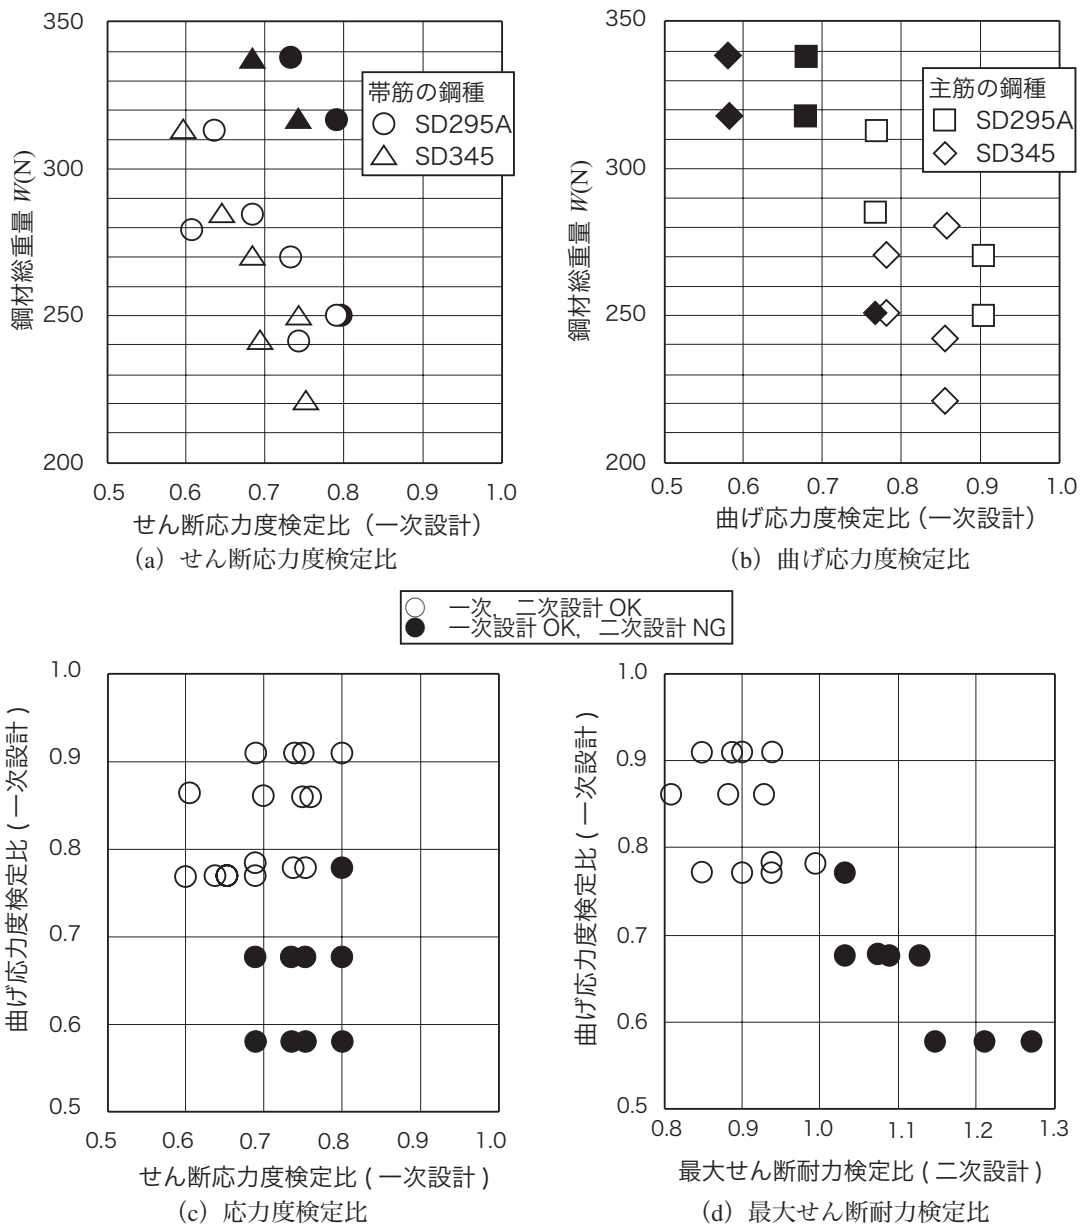 350
300
250
200
鋼材総重量 W(N)
帯筋の鋼種
SD295A
SD345
0.5 0.6 0.7 0.8 0.9 1.0
せん断応力度検定比（一次設計）
(a) せん断応力度検定比
350
300
250
200
鋼材総重量 W(N)
主筋の鋼種
SD295A
SD345
0.5 0.6 0.7 0.8 0.9 1.0
曲げ応力度検定比（一次設計）
(b) 曲げ応力度検定比
一次，二次設計 OK
一次設計 OK，二次設計 NG
1.0
0.9
0.8
0.7
0.6
0.5
曲げ応力度検定比 ( 一次設計 )
0.5 0.6 0.7 0.8 0.9 1.0
せん断応力度検定比 ( 一次設計 )
(c) 応力度検定比
1.0
0.9
0.8
0.7
0.6
0.5
曲げ応力度検定比 ( 一次設計 )
0.8 0.9 1.0 1.1 1.2 1.3
最大せん断耐力検定比 ( 二次設計 )
(d) 最大せん断耐力検定比